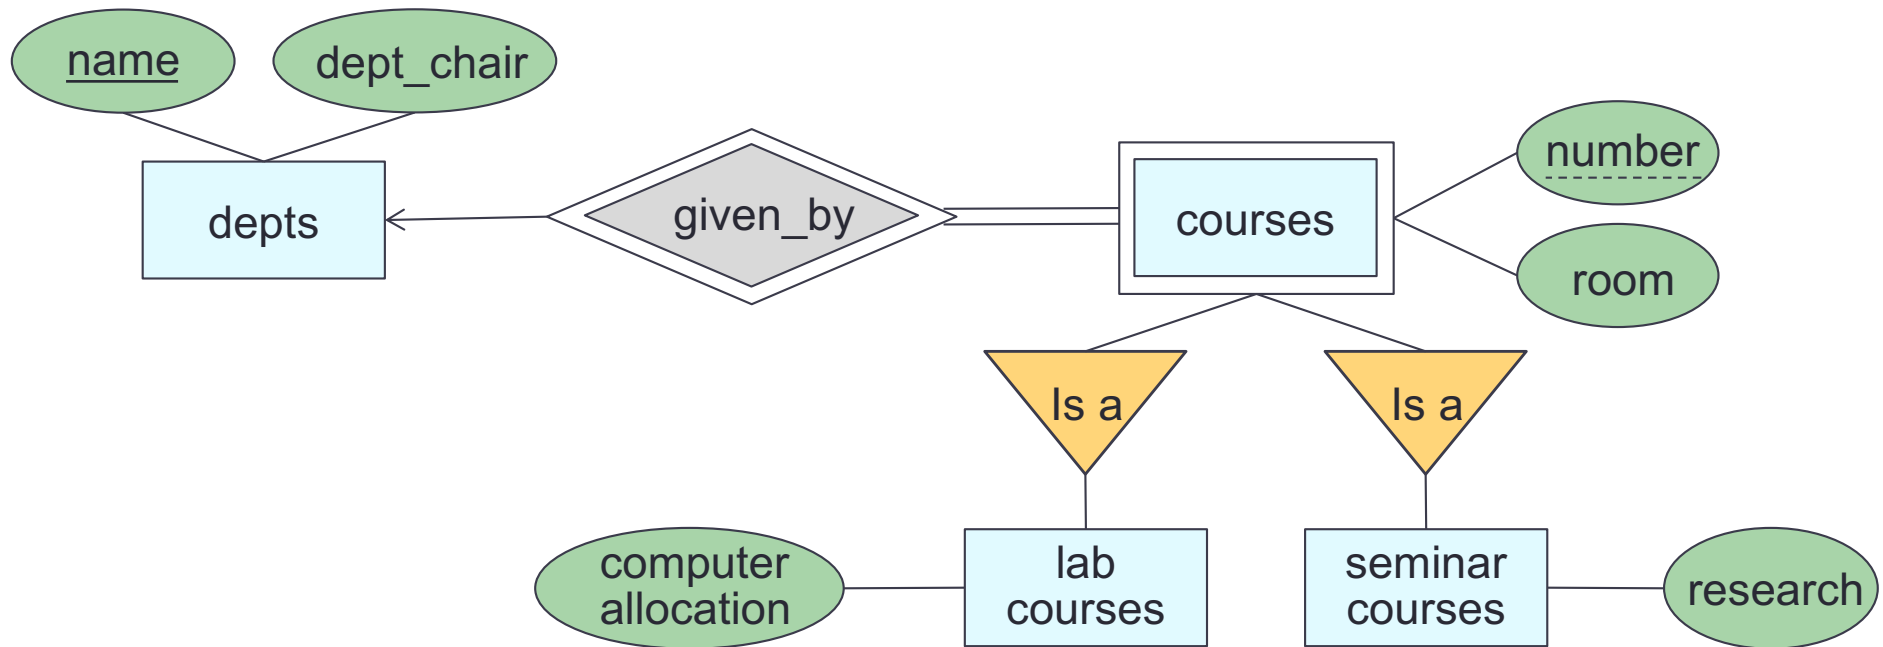 name
dept_chair
depts
given_by
courses
number
room
Is a
Is a
computer
allocation
lab
courses
seminar
courses
research